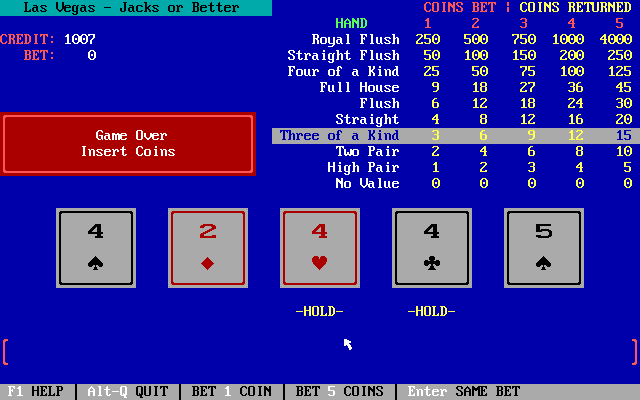 Las Vegas - Jacks or Better
COINS BET | COINS RETURNED
HAND 1 2 3 4 5
CREDIT: 1007
BET: 0
Royal Flush 250 500 750 1000 4000
Straight Flush 50 100 150 200 250
Four of a Kind 25 50 75 100 125
Full House 9 18 27 36 45
Flush 6 12 18 24 30
Straight 4 8 12 16 20
Three of a Kind 3 6 9 12 15
Two Pair 2 4 6 8 10
High Pair 1 2 3 4 5
No Value 0 0 0 0 0
Game Over
Insert Coins
4 2 4 4 5
♠ ♦ ♥ ♣ ♠
-HOLD- -HOLD-
[ ]
F1 HELP | Alt-Q QUIT | BET 1 COIN | BET 5 COINS | Enter SAME BET